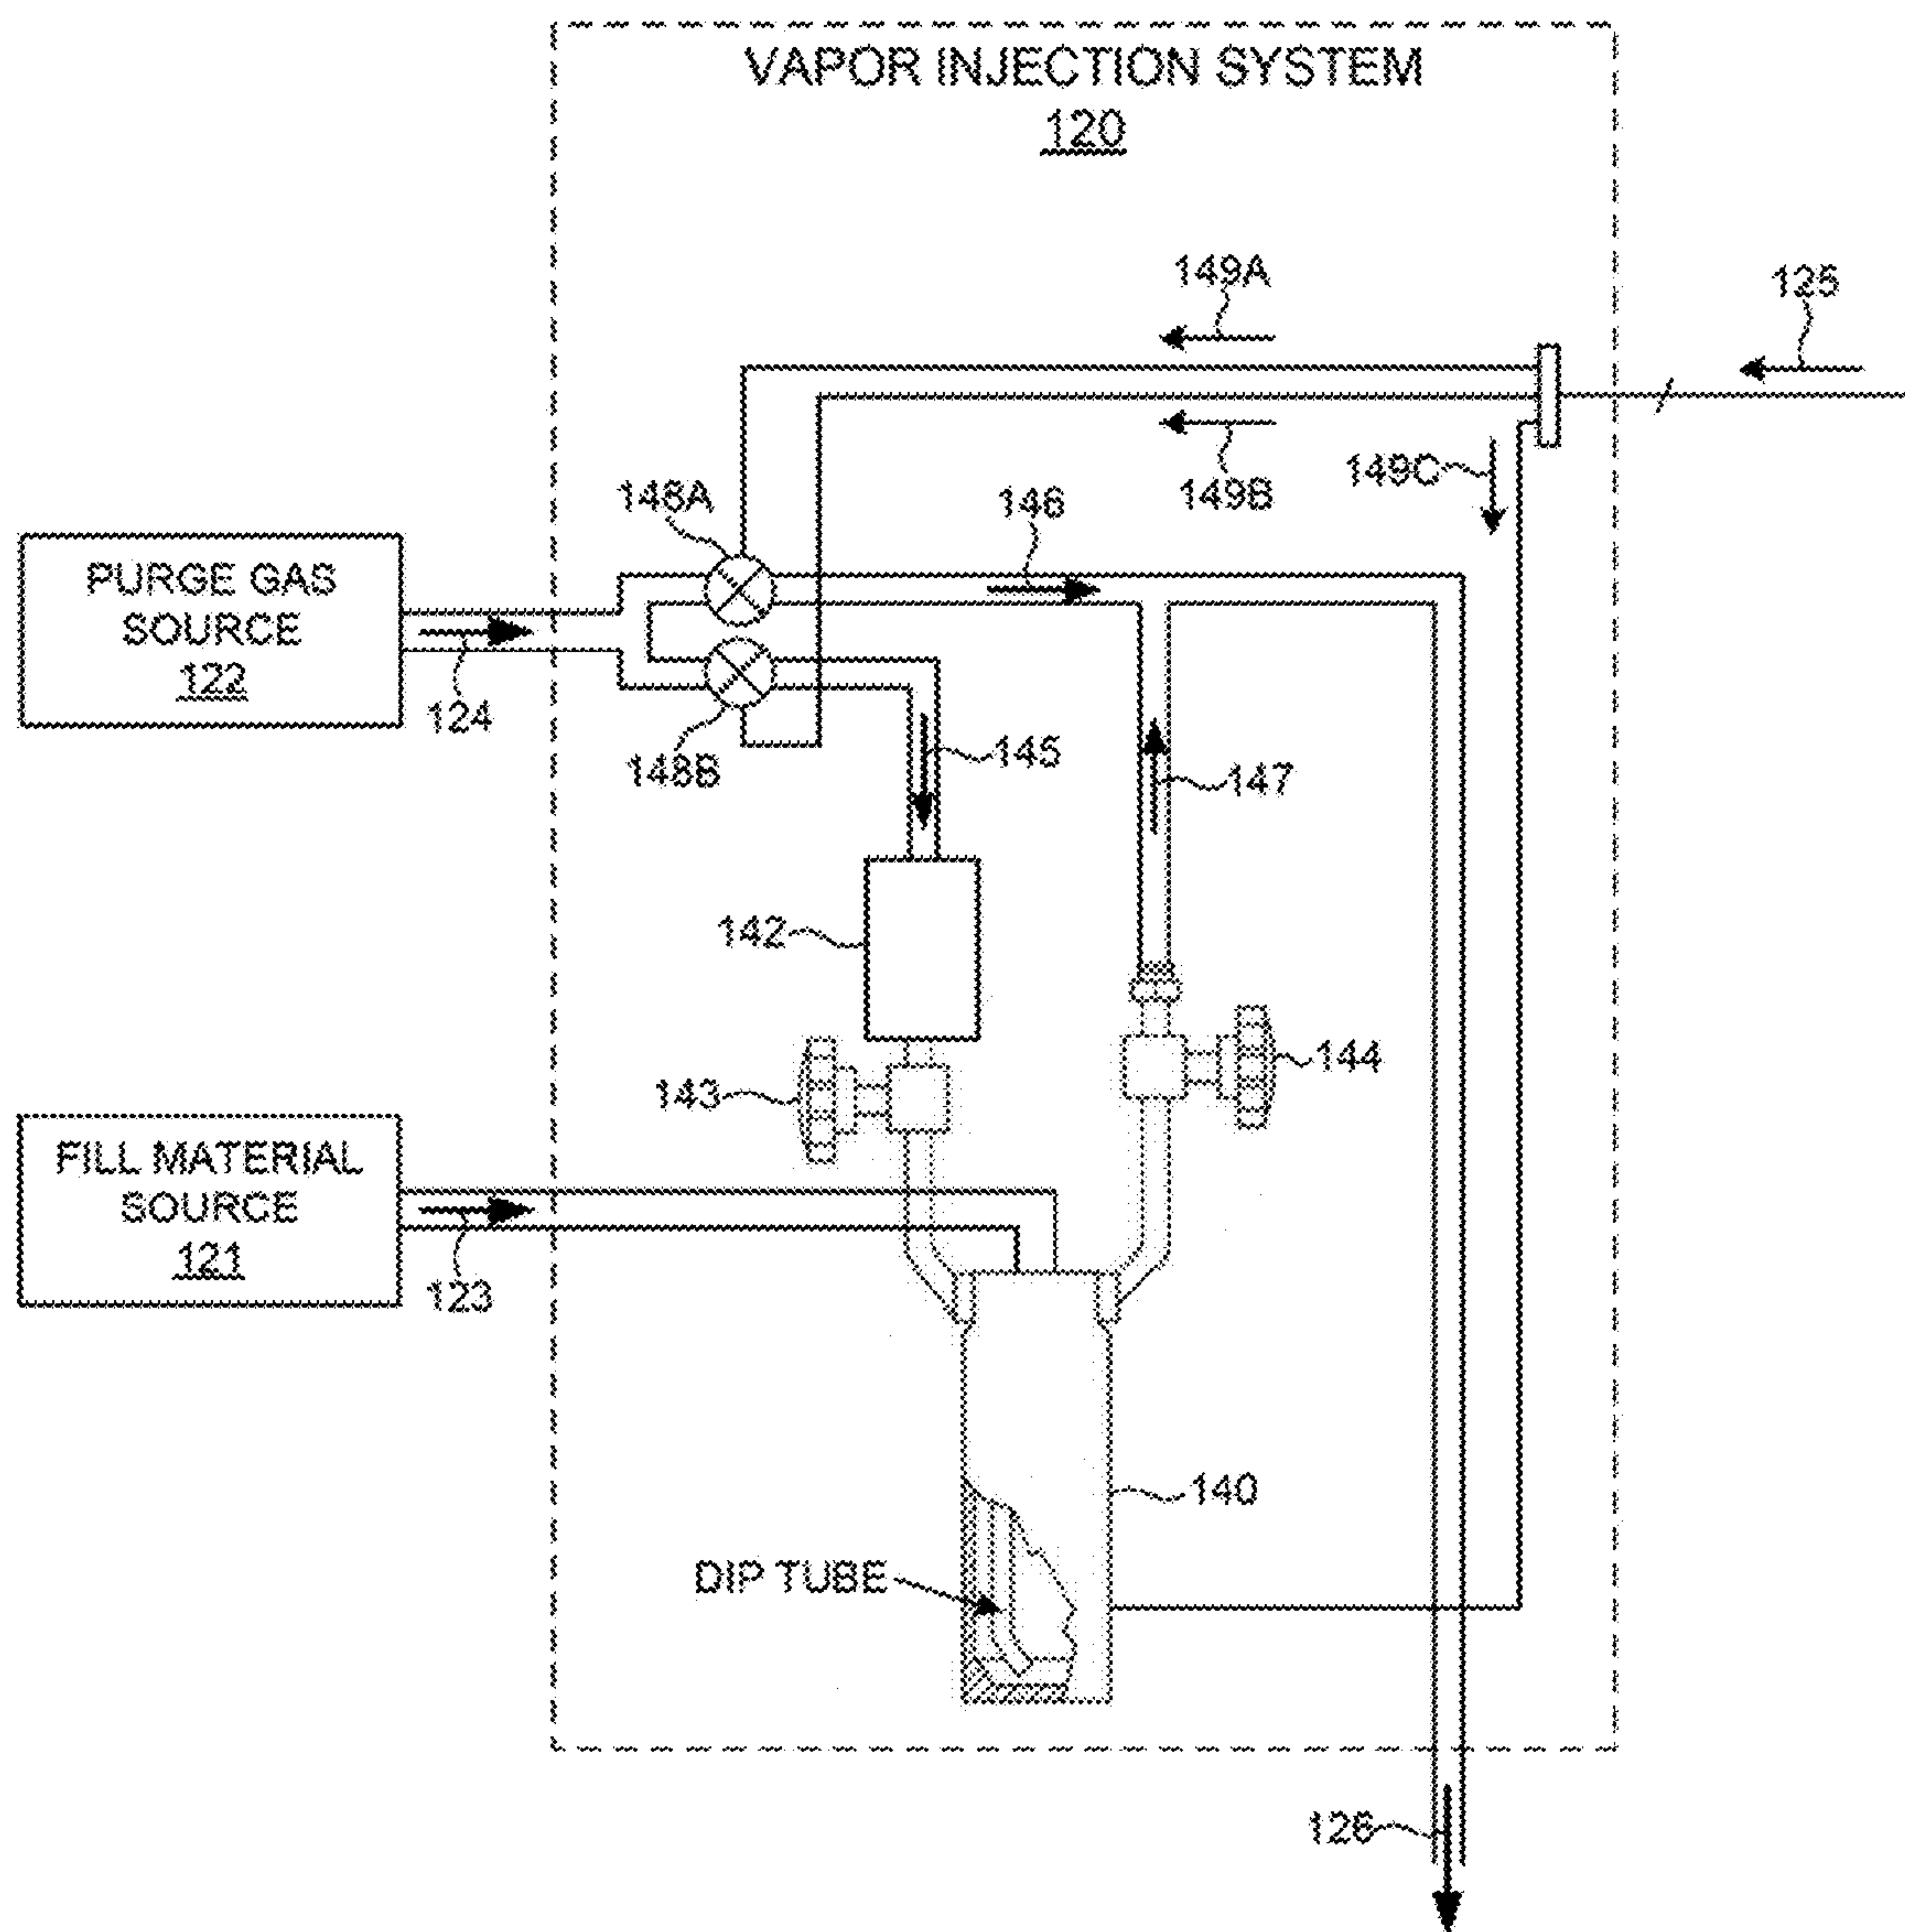 VAPOR INJECTION SYSTEM
120
149A
125
149B
149C
148A
146
PURGE GAS
SOURCE
122
124
148B
145
147
142
143
144
FILL MATERIAL
SOURCE
121
123
140
DIP TUBE
126